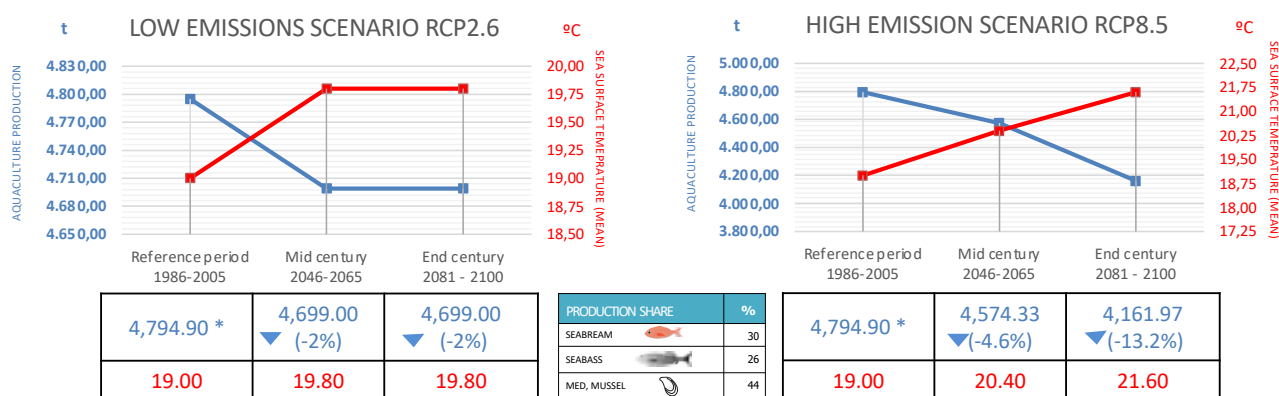 t LOW EMISSIONS SCENARIO RCP2.6 ºC
AQUACULTURE PRODUCTION
4.830,00
4.800,00
4.770,00
4.740,00
4.710,00
4.680,00
4.650,00
20,00
19,75
19,50
19,25
19,00
18,75
18,50
SEA SURFACE TEMEPRATURE (MEAN)
Reference period Mid century End century
1986-2005 2046-2065 2081 - 2100
4,794.90 * 4,699.00 4,699.00
(-2%) (-2%)
19.00 19.80 19.80
PRODUCTION SHARE %
SEABREAM 30
SEABASS 26
MED, MUSSEL 44
t HIGH EMISSION SCENARIO RCP8.5 ºC
AQUACULTURE PRODUCTION
5.000,00
4.800,00
4.600,00
4.400,00
4.200,00
4.000,00
3.800,00
22,50
21,75
21,00
20,25
19,50
18,75
18,00
17,25
SEA SURFACE TEMEPRATURE (MEAN)
Reference period Mid century End century
1986-2005 2046-2065 2081 - 2100
4,794.90 * 4,574.33 4,161.97
(-4.6%) (-13.2%)
19.00 20.40 21.60